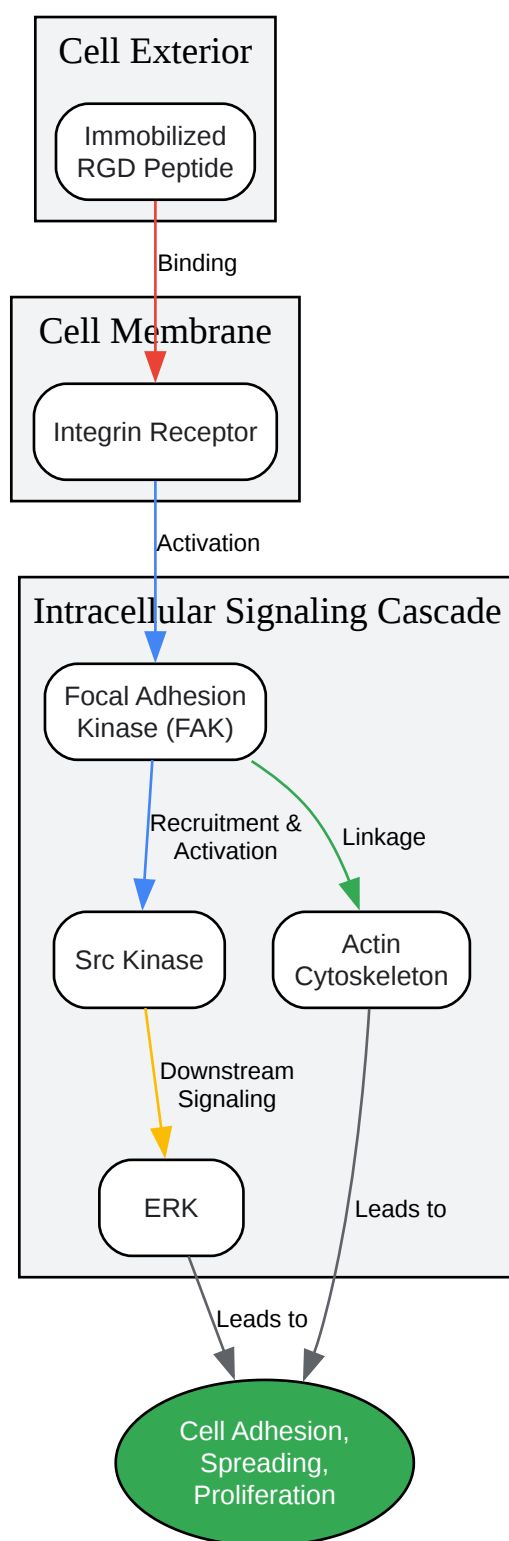 Cell Exterior
Immobilized
RGD Peptide
Binding
Cell Membrane
Integrin Receptor
Activation
Intracellular Signaling Cascade
Focal Adhesion
Kinase (FAK)
Recruitment &
Activation
Linkage
Src Kinase
Actin
Cytoskeleton
Downstream
Signaling
ERK
Leads to
Leads to
Cell Adhesion,
Spreading,
Proliferation